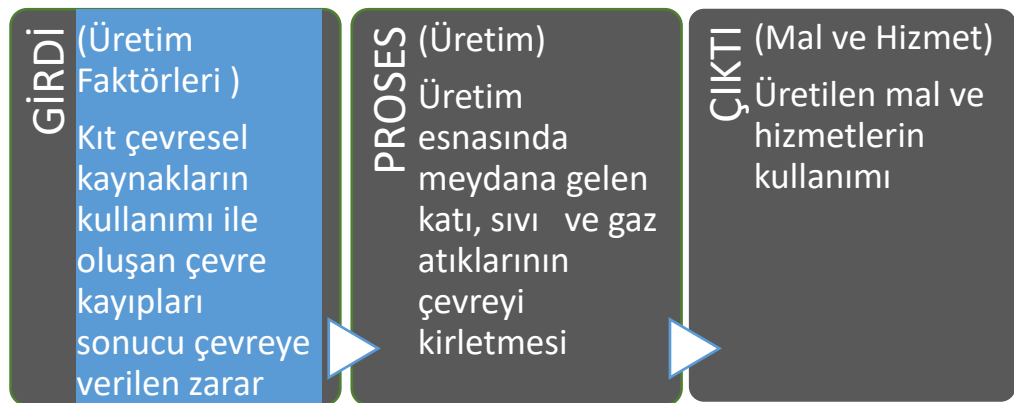 GİRDİ
(Üretim
Faktörleri )
Kıt çevresel
kaynakların
kullanımı ile
oluşan çevre
kayıpları
sonucu çevreye
verilen zarar
PROSES
(Üretim)
Üretim
esnasında
meydana gelen
katı, sıvı ve gaz
atıklarının
çevreyi
kirletmesi
ÇIKTI
(Mal ve Hizmet)
Üretilen mal ve
hizmetlerin
kullanımı